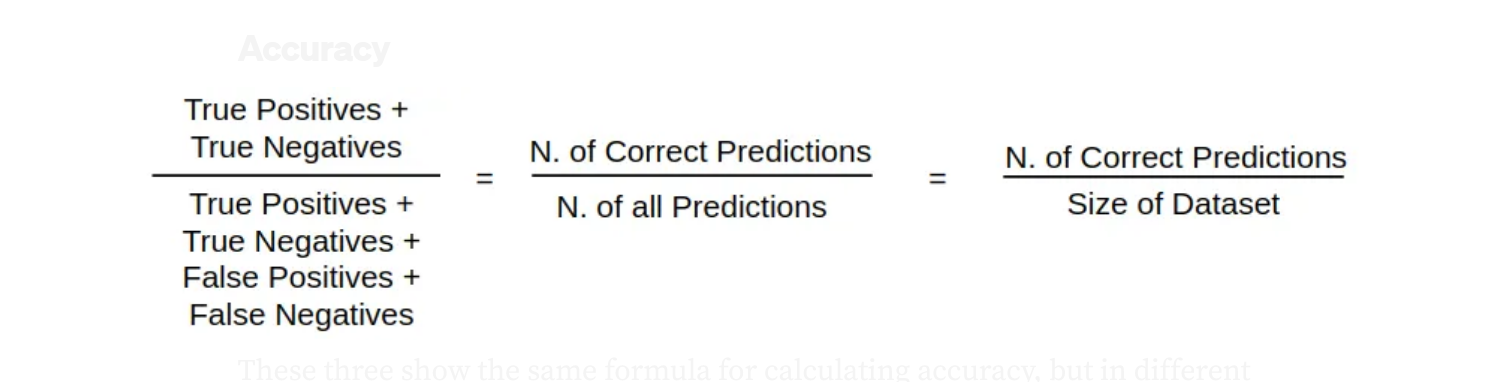 Accuracy
True Positives +
True Negatives
True Positives +
True Negatives +
False Positives +
False Negatives
=
N. of Correct Predictions
N. of all Predictions
=
N. of Correct Predictions
Size of Dataset
These three show the same formula for calculating accuracy, but in different